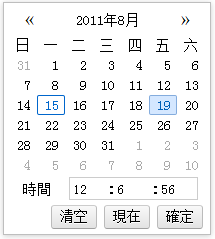 « 2011年8月 »
日 一 二 三 四 五 六
31 1 2 3 4 5 6
7 8 9 10 11 12 13
14 15 16 17 18 19 20
21 22 23 24 25 26 27
28 29 30 31 1 2 3
4 5 6 7 8 9 10
時間 12 : 6 : 56
清空 現在 確定